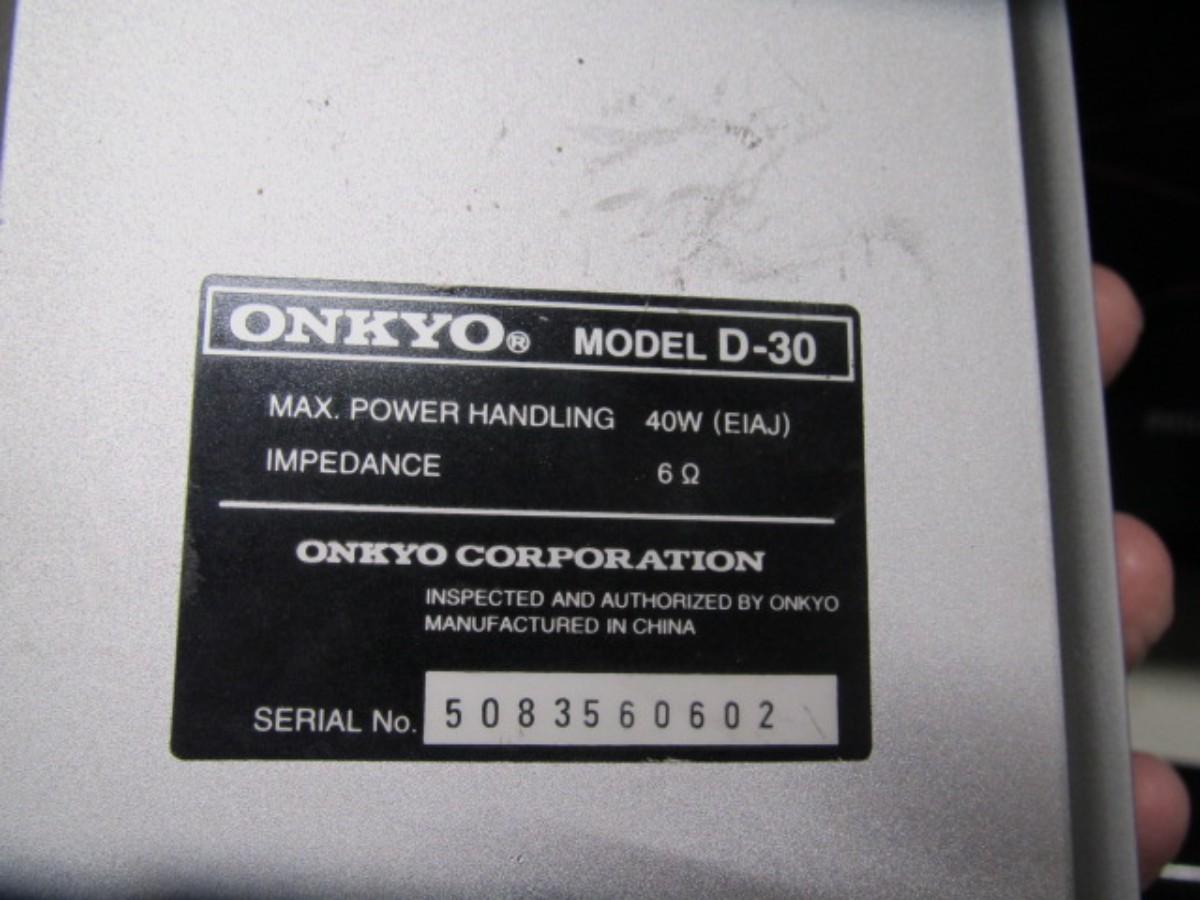 ONKYO® MODEL D-30
MAX. POWER HANDLING 40W (EIAJ)
IMPEDANCE 6 Ω
ONKYO CORPORATION
INSPECTED AND AUTHORIZED BY ONKYO
MANUFACTURED IN CHINA
SERIAL No. 5083560602